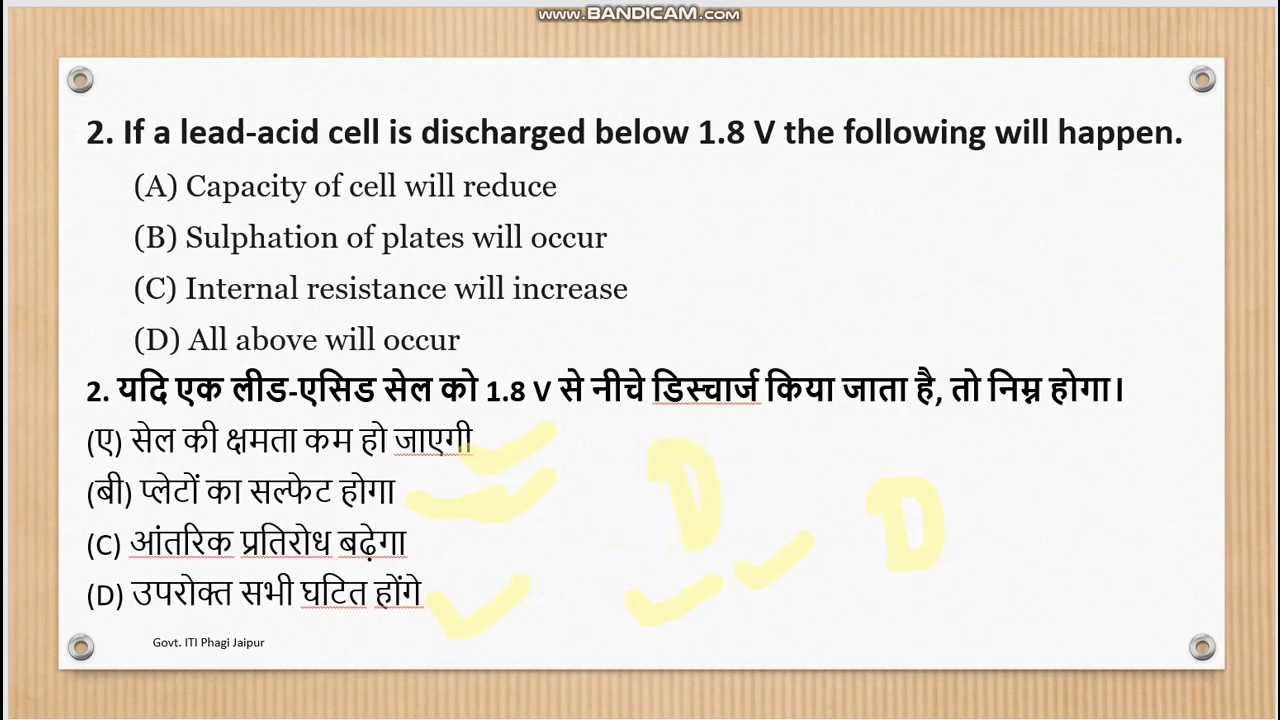 www.BANDICAM.com
2. If a lead-acid cell is discharged below 1.8 V the following will happen.
(A) Capacity of cell will reduce
(B) Sulphation of plates will occur
(C) Internal resistance will increase
(D) All above will occur
2. यदि एक लीड-एसिड सेल को 1.8 V से नीचे डिस्चार्ज किया जाता है, तो निम्न होगा।
(ए) सेल की क्षमता कम हो जाएगी
(बी) प्लेटों का सल्फेट होगा
(C) आंतरिक प्रतिरोध बढ़ेगा
(D) उपरोक्त सभी घटित होंगे
D D
Govt. ITI Phagi Jaipur